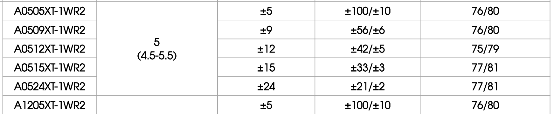 A0505XT-1WR2 ±5 ±100/±10 76/80
A0509XT-1WR2 ±9 ±56/±6 76/80
5
(4.5-5.5)
A0512XT-1WR2 ±12 ±42/±5 75/79
A0515XT-1WR2 ±15 ±33/±3 77/81
A0524XT-1WR2 ±24 ±21/±2 77/81
A1205XT-1WR2 ±5 ±100/±10 76/80